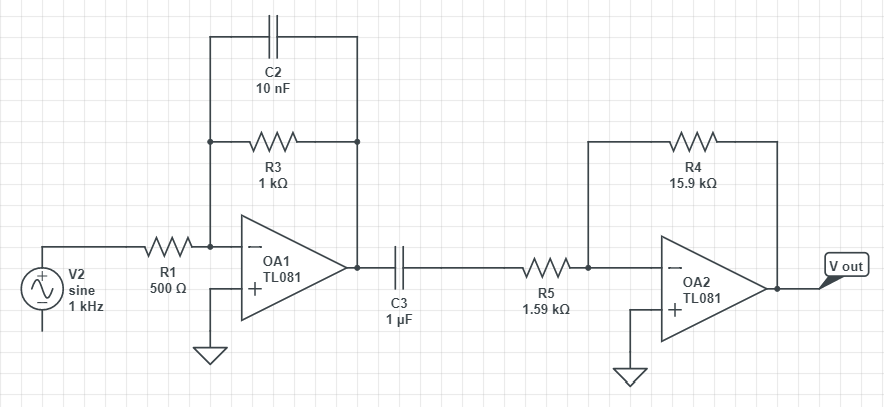 C2
10 nF
R3
1 kΩ
R4
15.9 kΩ
V2
sine
1 kHz
R1
500 Ω
OA1
TL081
C3
1 µF
R5
1.59 kΩ
OA2
TL081
V out